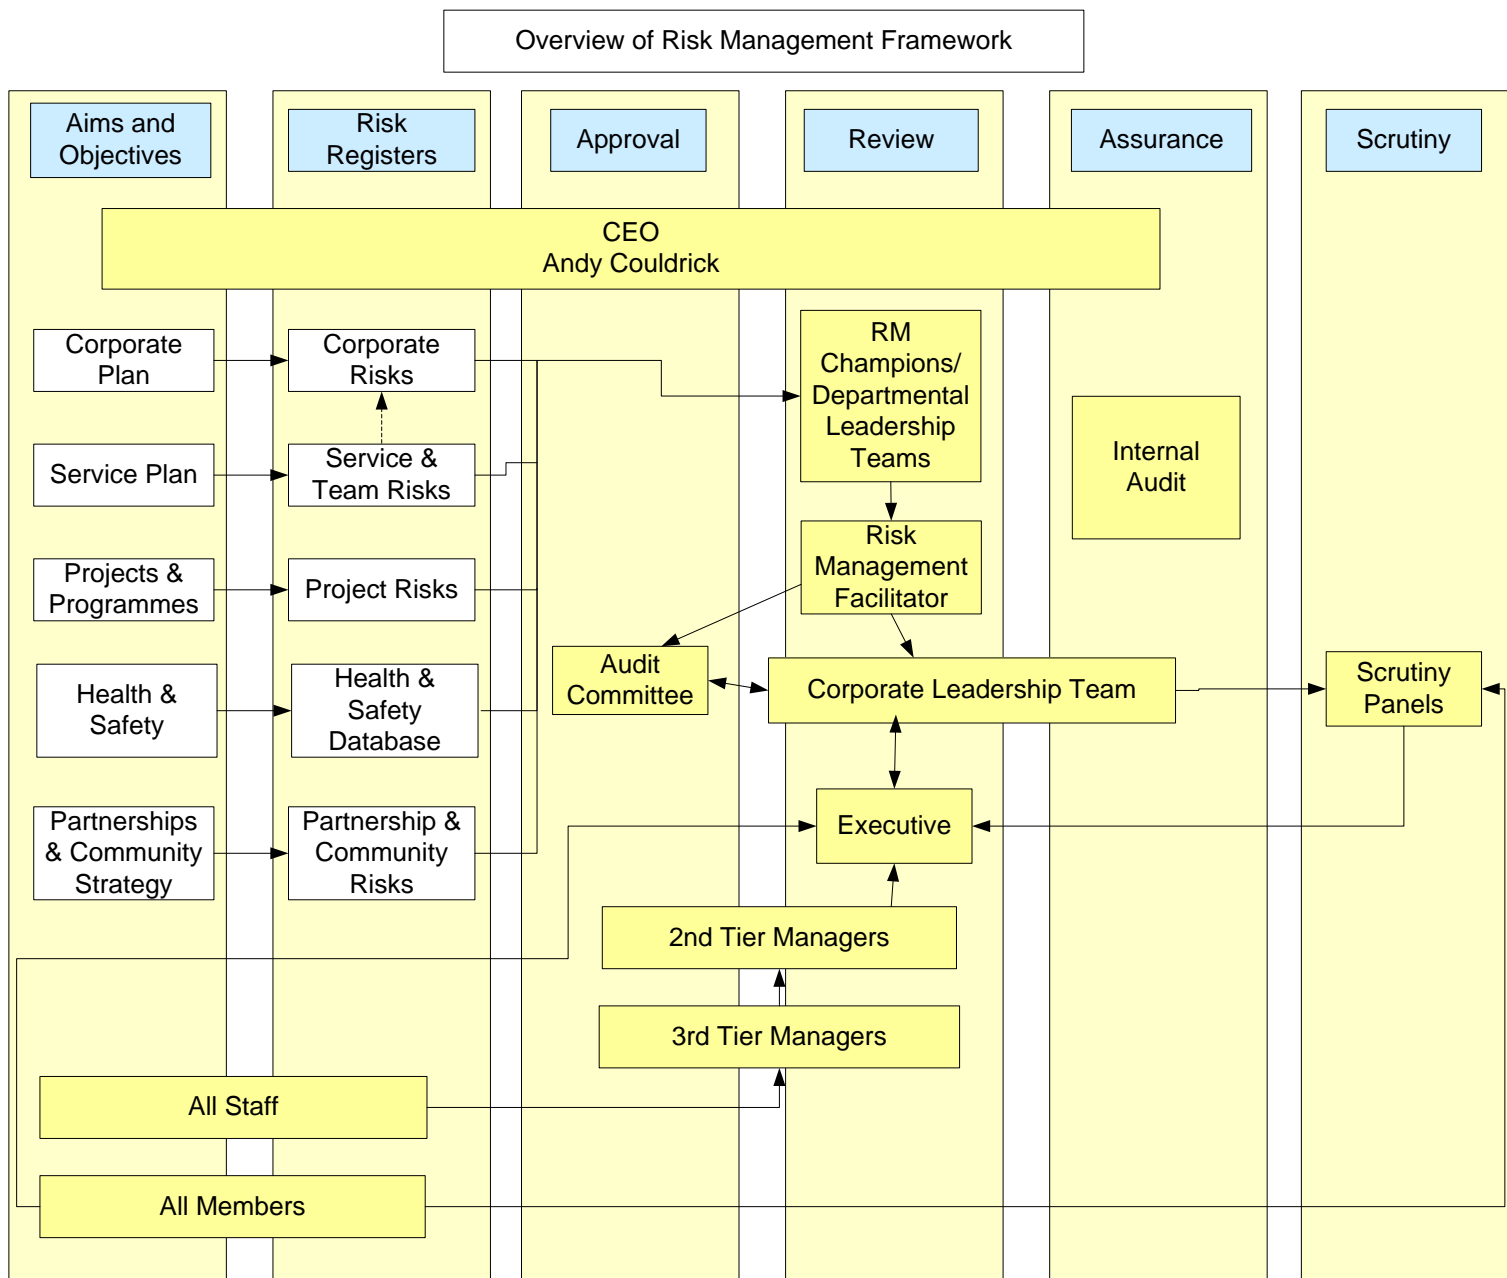 Overview of Risk Management Framework
Aims and
Objectives
Risk
Registers
Approval
Review
Assurance
Scrutiny
CEO
Andy Couldrick
Corporate
Plan
Corporate
Risks
RM
Champions/
Departmental
Leadership
Teams
Internal
Audit
Service Plan
Service &
Team Risks
Projects &
Programmes
Project Risks
Risk
Management
Facilitator
Health &
Safety
Health &
Safety
Database
Audit
Committee
Corporate Leadership Team
Scrutiny
Panels
Partnerships
& Community
Strategy
Partnership &
Community
Risks
Executive
2nd Tier Managers
3rd Tier Managers
All Staff
All Members